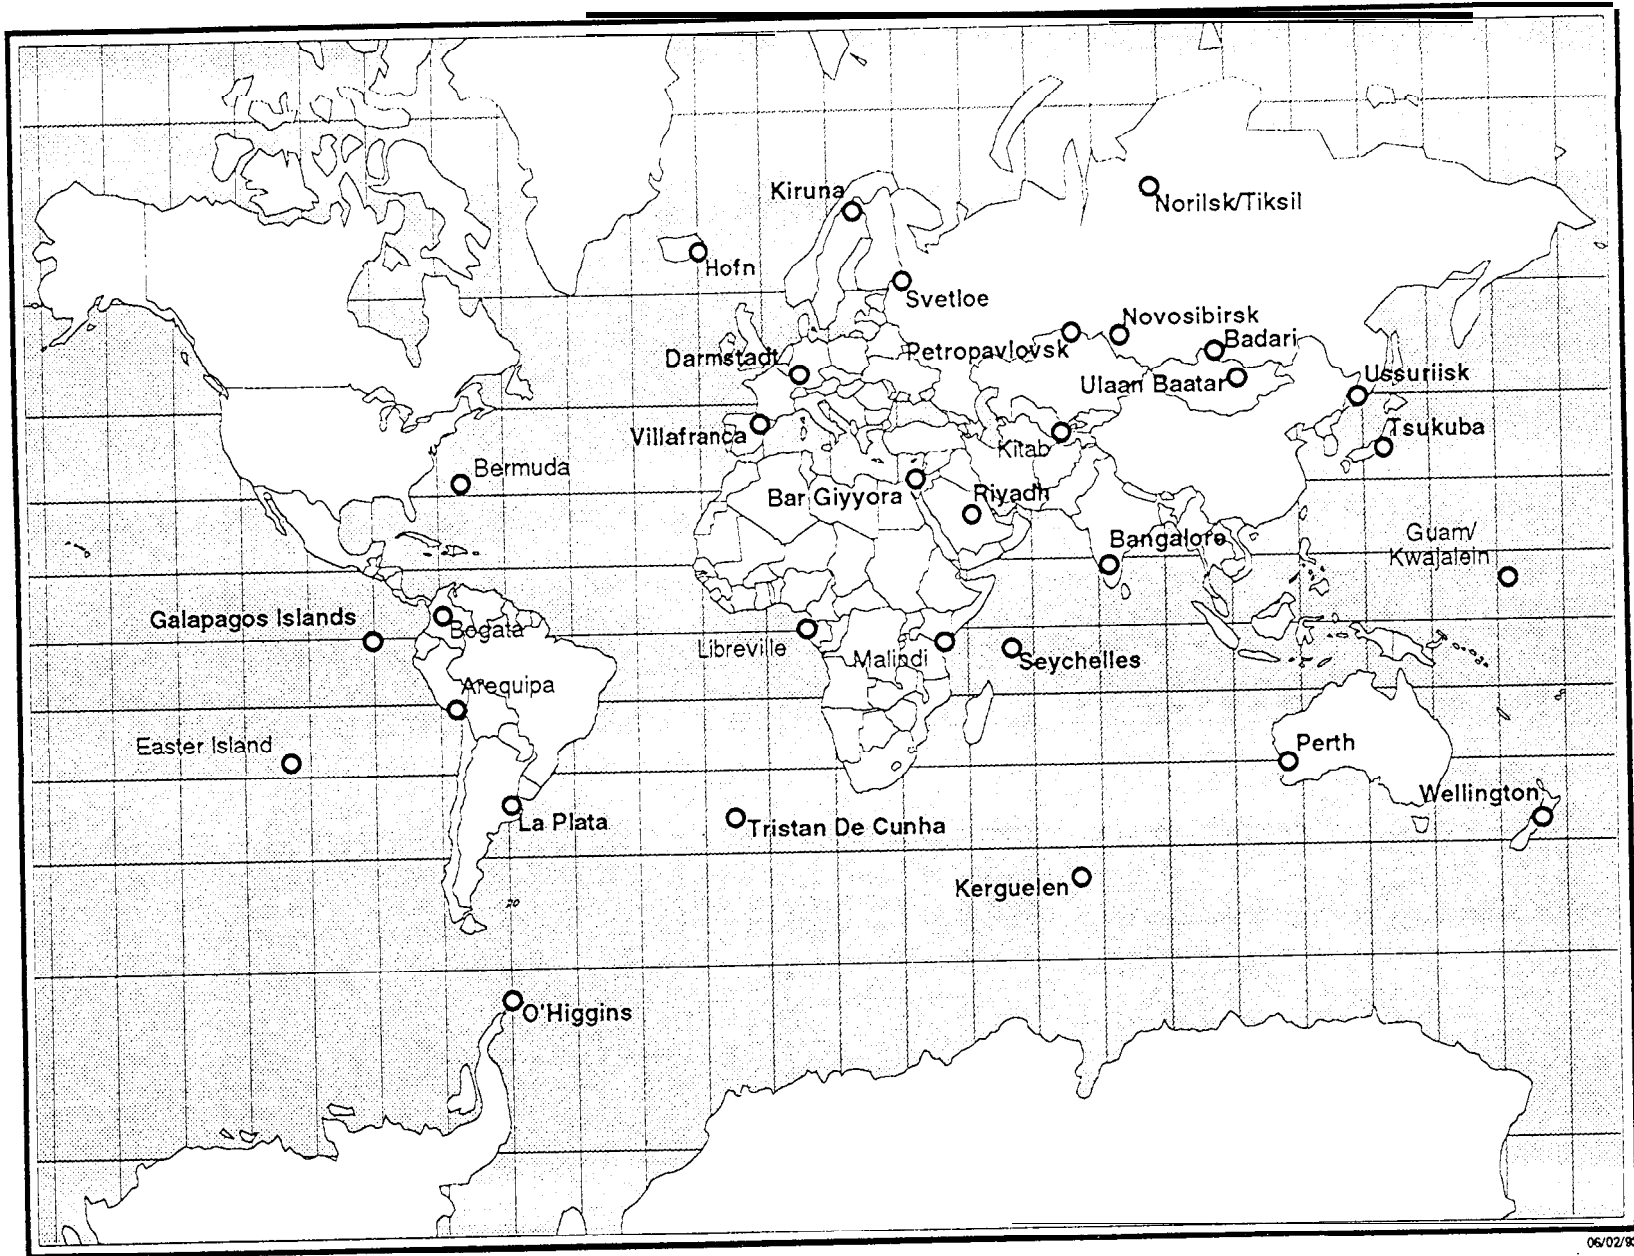 Kiruna
Norilsk/Tiksil
Hofn
Svetloe
Novosibirsk
Badari
Petropavlovsk
Darmstadt
Ulaan Baatar
Ussuriisk
Tsukuba
Villafranca
Kitab
Bermuda
Bar Giyyora
Riyadh
Bangalore
Guam/
Kwajalein
Galapagos Islands
Bogata
Libreville
Malindi
Seychelles
Arequipa
Easter Island
Perth
Wellington
La Plata
Tristan De Cunha
Kerguelen
O'Higgins